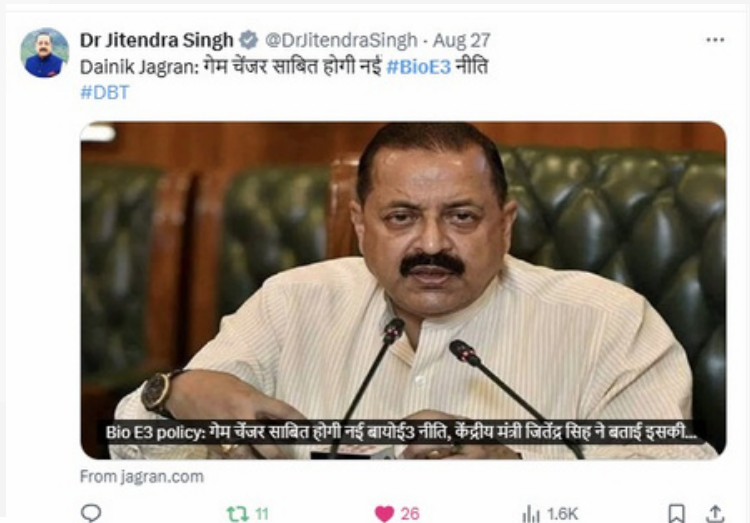 Dr Jitendra Singh @DrJitendraSingh · Aug 27
Dainik Jagran: गेम चेंजर साबित होगी नई #BioE3 नीति
#DBT
Bio E3 policy: गेम चेंजर साबित होगी नई बायोई3 नीति, केंद्रीय मंत्री जितेंद्र सिंह ने बताई इसकी...
From jagran.com
11 26 1.6K